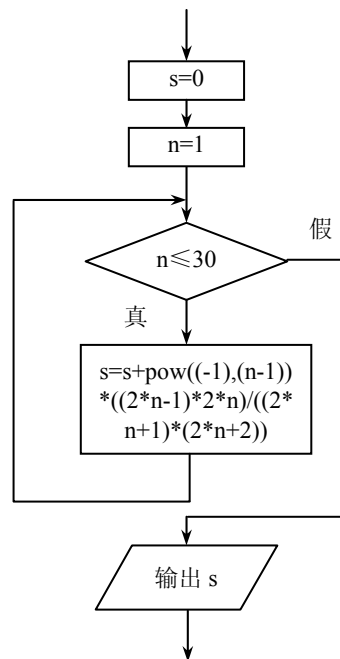 s=0
n=1
假
n≤30
真
s=s+pow((-1),(n-1))
*((2*n-1)*2*n)/((2*
n+1)*(2*n+2))
输出 s